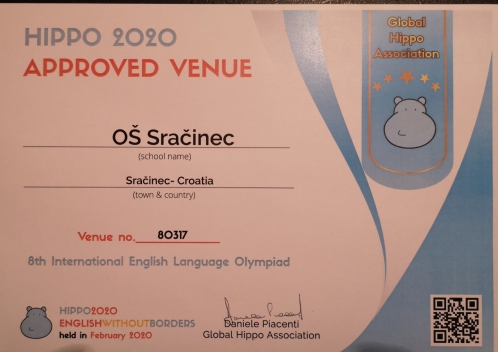 HIPPO 2020
APPROVED VENUE
Global
Hippo
Association
OŠ Sračinec
(school name)
Sračinec- Croatia
(town & country)
Venue no. 80317
8th International English Language Olympiad
HIPPO2020
ENGLISHWITHOUTBORDERS
held in February 2020
Daniele Piacenti
Global Hippo Association